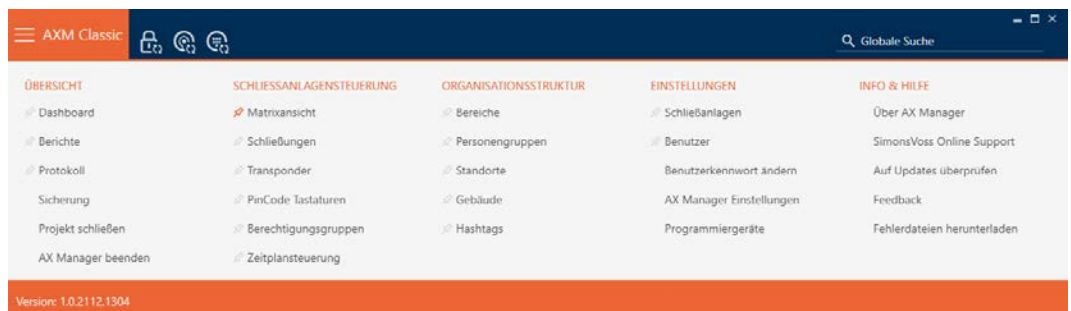 AXM Classic
Globale Suche
ÜBERSICHT
Dashboard
Berichte
Protokoll
Sicherung
Projekt schließen
AX Manager beenden
SCHLIESSANLAGENSTEUERUNG
Matrixansicht
Schließungen
Transponder
PinCode Tastaturen
Berechtigungsgruppen
Zeitplansteuerung
ORGANISATIONSSTRUKTUR
Bereiche
Personengruppen
Standorte
Gebäude
Hashtags
EINSTELLUNGEN
Schließanlagen
Benutzer
Benutzerkennwort ändern
AX Manager Einstellungen
Programmiergeräte
INFO & HILFE
Über AX Manager
SimonsVoss Online Support
Auf Updates überprüfen
Feedback
Fehlerdateien herunterladen
Version: 1.0.2112.1304